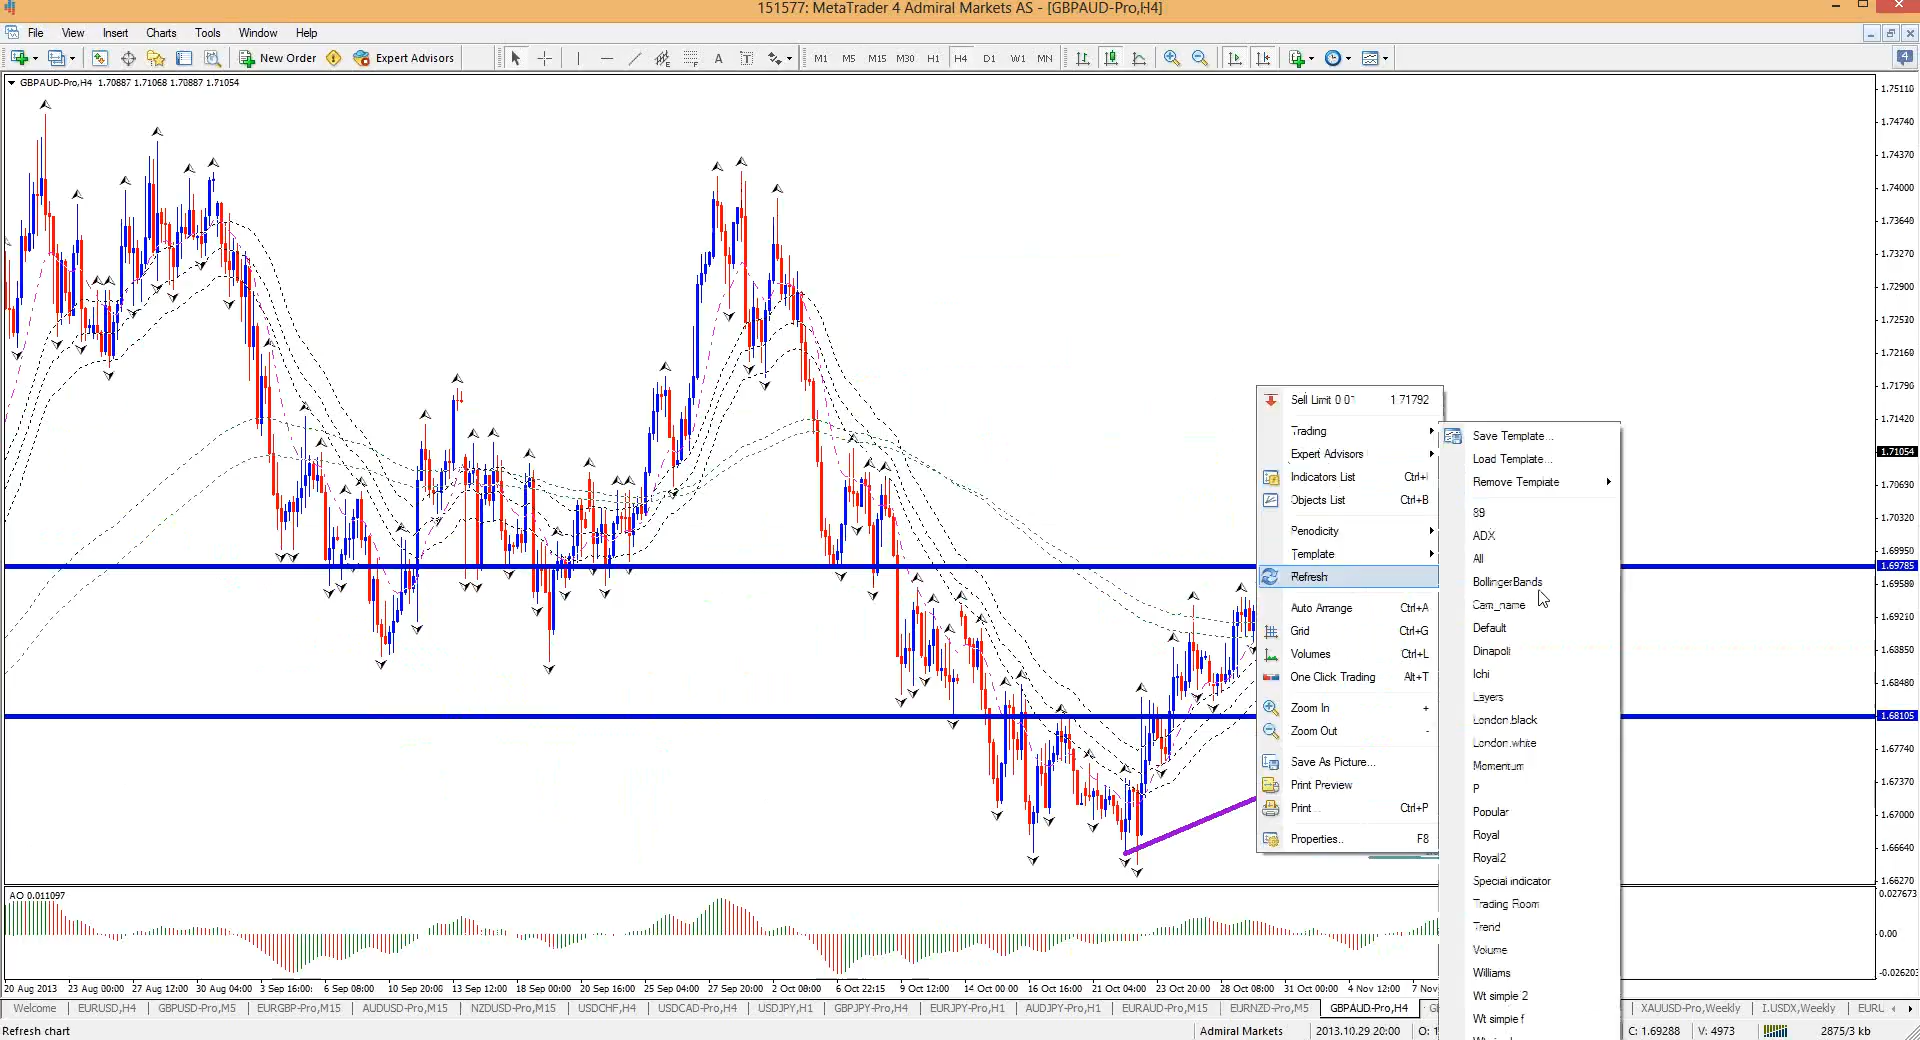 151577: MetaTrader 4 Admiral Markets AS - [GBPAUD-Pro,H4]
File View Insert Charts Tools Window Help
New Order Expert Advisors A T M1 M5 M15 M30 H1 H4 D1 W1 MN 4
GBPAUD-Pro,H4 1.70887 1.71068 1.70887 1.71054
1.75110
1.74740
1.74370
1.74000
1.73640
1.73270
1.72900
1.72530
1.72160
1.71790
1.71420
1.71054
1.70690
1.70320
1.69950
1.69785
1.69580
1.69210
1.68850
1.68480
1.68105
1.67740
1.67370
1.67000
1.66640
1.66270
Sell Limit 0.01 1.71792
Trading
Expert Advisors
Indicators List Ctrl+I
Objects List Ctrl+B
Periodicity
Template
Refresh
Auto Arrange Ctrl+A
Grid Ctrl+G
Volumes Ctrl+L
One Click Trading Alt+T
Zoom In +
Zoom Out -
Save As Picture...
Print Preview
Print... Ctrl+P
Properties... F8
Save Template...
Load Template...
Remove Template
89
ADX
All
BollingerBands
Cam_name
Default
Dinapoli
Ichi
Layers
London.black
London.white
Momentum
P
Popular
Royal
Royal2
Special indicator
Trading Room
Trend
Volume
Williams
Wt simple 2
Wt simple f
AO 0.011097
0.027673
0.00
20 Aug 2013 23 Aug 00:00 27 Aug 12:00 30 Aug 04:00 3 Sep 16:00 6 Sep 08:00 10 Sep 20:00 13 Sep 12:00 18 Sep 00:00 20 Sep 16:00 25 Sep 04:00 27 Sep 20:00 2 Oct 08:00 6 Oct 22:15 9 Oct 12:00 14 Oct 00:00 16 Oct 16:00 21 Oct 04:00 23 Oct 20:00 28 Oct 08:00 31 Oct 00:00 4 Nov 12:00 7 Nov
Welcome EURUSD,H4 GBPUSD-Pro,M5 EURGBP-Pro,M15 AUDUSD-Pro,M15 NZDUSD-Pro,M15 USDCHF,H4 USDCAD-Pro,H4 USDJPY,H1 GBPJPY-Pro,H4 EURJPY-Pro,H1 AUDJPY-Pro,H1 EURAUD-Pro,M15 EURNZD-Pro,M5 GBPAUD-Pro,H4 XAUUSD-Pro,Weekly I.USDX,Weekly EURU
Refresh chart Admiral Markets 2013.10.29 20:00 O: 1 C: 1.69288 V: 4973 2875/3 kb